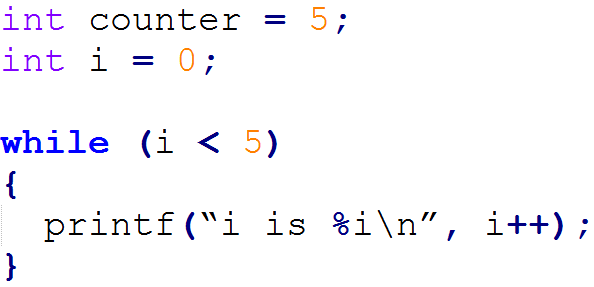 int counter = 5;
int i = 0;
while (i < 5)
{
printf(“i is %i\n”, i++);
}